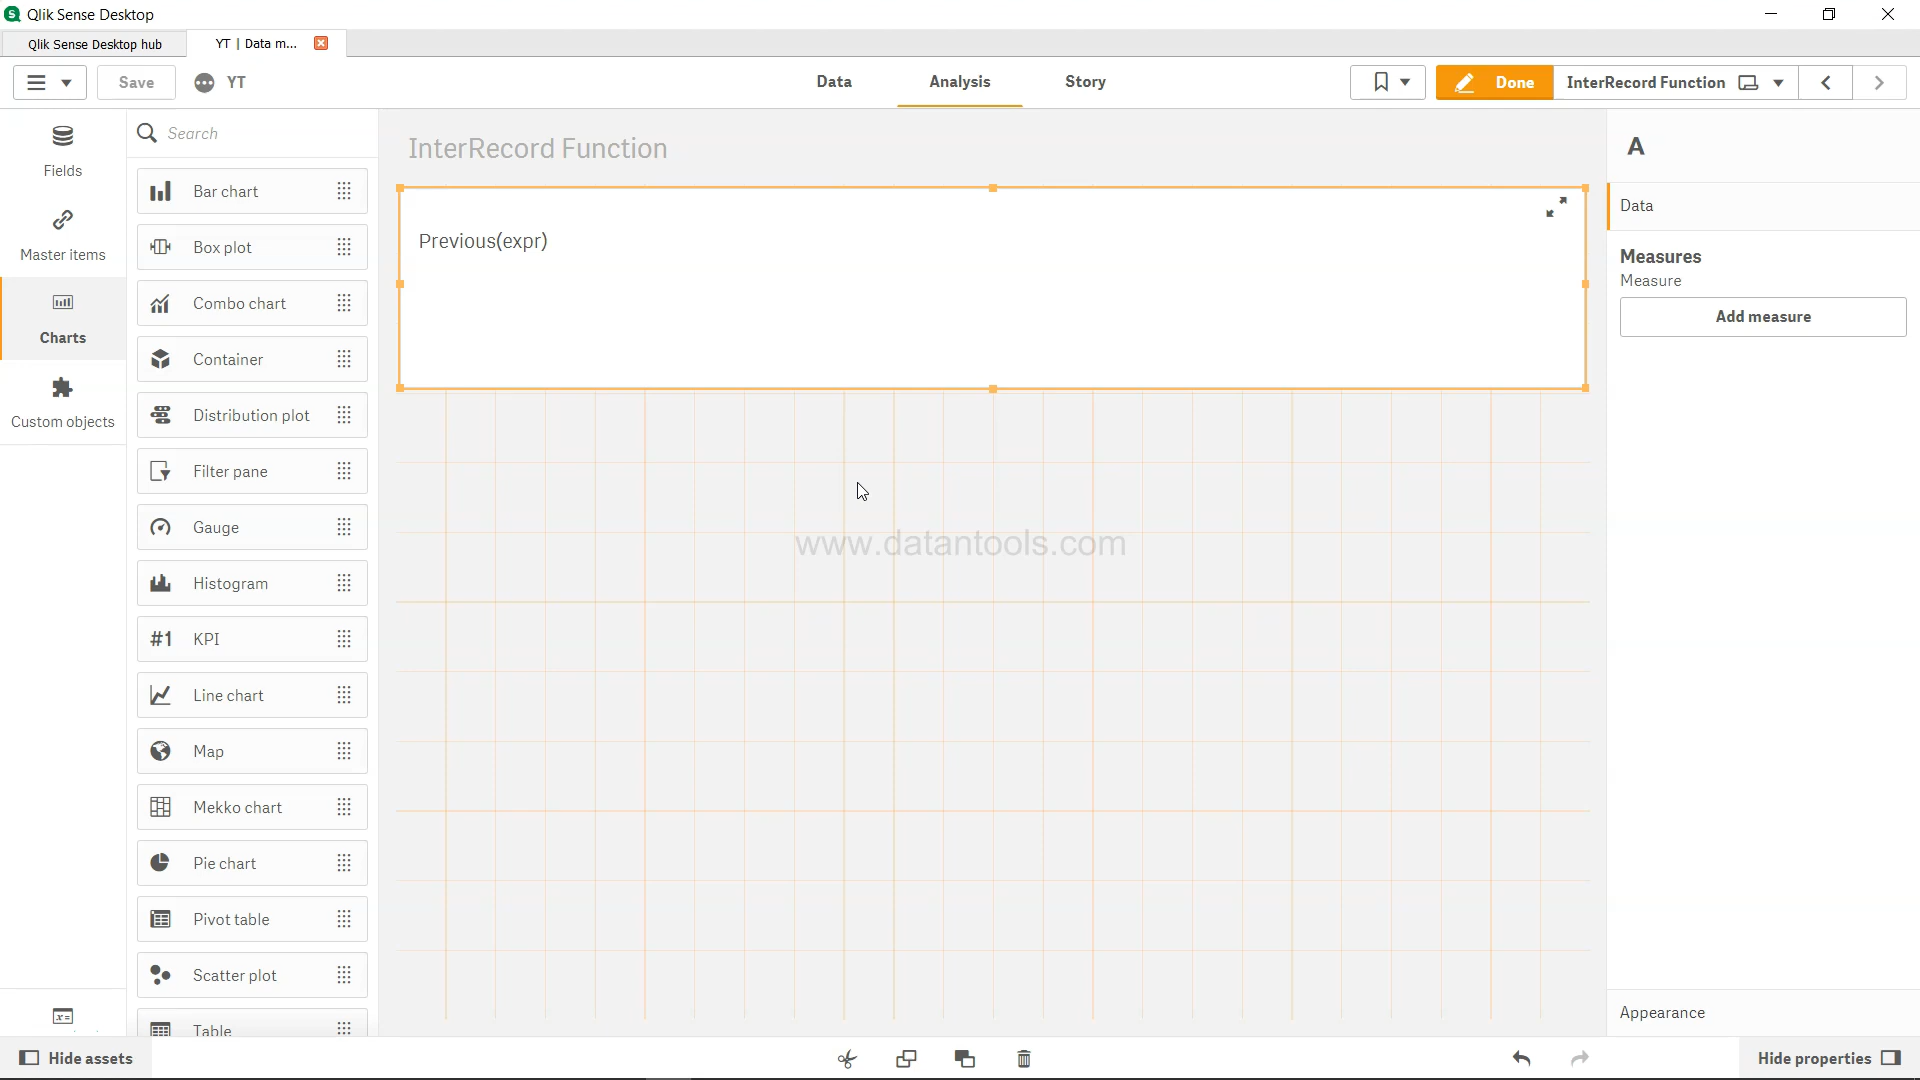 Qlik Sense Desktop
Qlik Sense Desktop hub
YT | Data m...
Save
YT
Data
Analysis
Story
Done
InterRecord Function
Fields
Master items
Charts
Custom objects
Search
Bar chart
Box plot
Combo chart
Container
Distribution plot
Filter pane
Gauge
Histogram
#1 KPI
Line chart
Map
Mekko chart
Pie chart
Pivot table
Scatter plot
Table
InterRecord Function
Previous(expr)
www.datantools.com
A
Data
Measures
Measure
Add measure
Appearance
x=
Hide assets
Hide properties